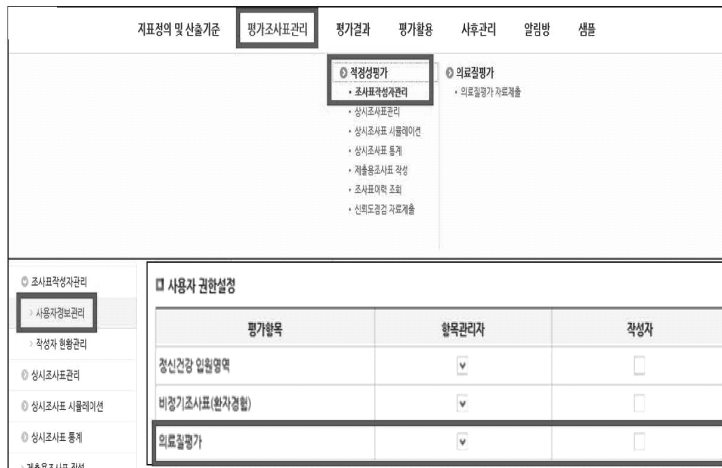 지표정의 및 산출기준 평가조사표관리 평가결과 평가활용 사후관리 알림방 샘플
적정성평가
• 조사표작성자관리
• 상시조사표관리
• 상시조사표 시뮬레이션
• 상시조사표 통계
• 제출용조사표 작성
• 조사표이력 조회
• 신뢰도점검 자료제출
의료질평가
• 의료질평가 자료제출
조사표작성자관리
> 사용자정보관리
> 작성자 현황관리
상시조사표관리
상시조사표 시뮬레이션
상시조사표 통계
사용자 권한설정
평가항목 항목관리자 작성자
정신건강 입원영역
비정기조사표(환자경험)
의료질평가